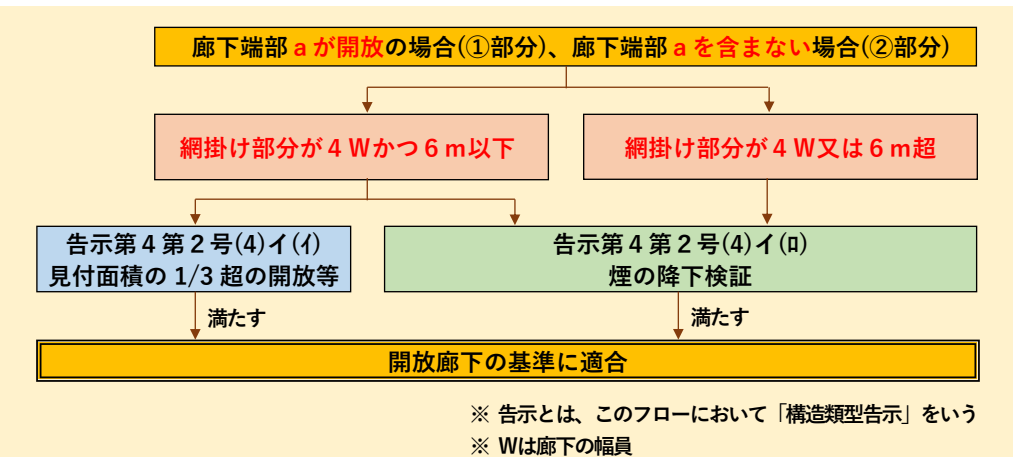 廊下端部ａが開放の場合(①部分)、廊下端部ａを含まない場合(②部分)
網掛け部分が４Ｗかつ６ｍ以下
網掛け部分が４Ｗ又は６ｍ超
告示第４第２号(4)イ(ｲ)
見付面積の 1/3 超の開放等
告示第４第２号(4)イ(ﾛ)
煙の降下検証
満たす
満たす
開放廊下の基準に適合
※ 告示とは、このフローにおいて「構造類型告示」をいう
※ Wは廊下の幅員